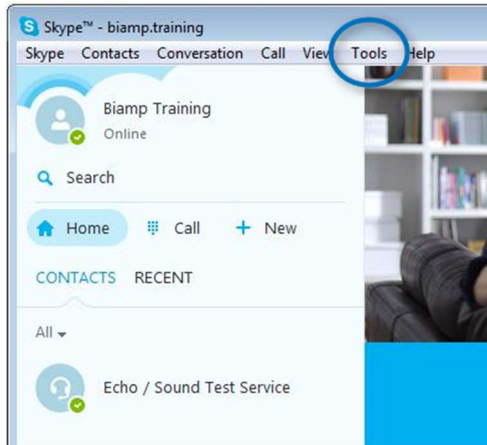 Skype™ - biamp.training
Skype Contacts Conversation Call View Tools Help
Biamp Training
Online
Search
Home Call New
CONTACTS RECENT
All
Echo / Sound Test Service